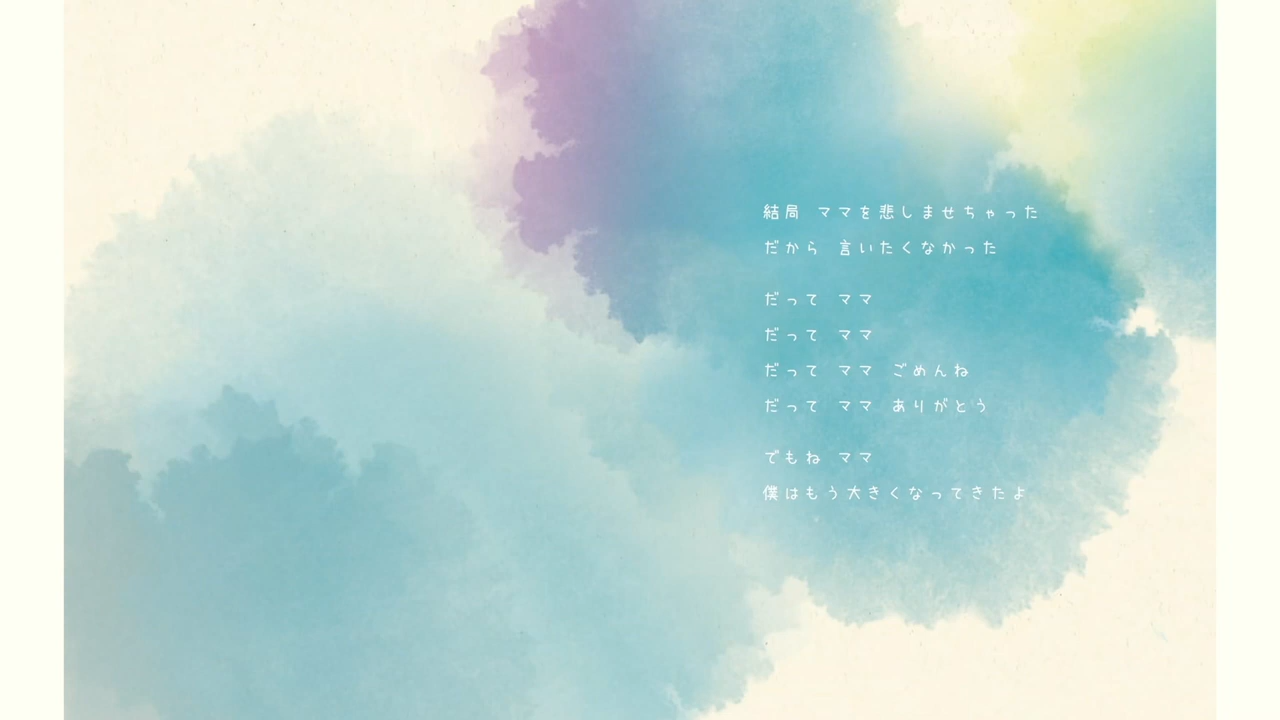 結局 ママを悲しませちゃった
だから 言いたくなかった
だって ママ
だって ママ
だって ママ ごめんね
だって ママ ありがとう
でもね ママ
僕はもう大きくなってきたよ